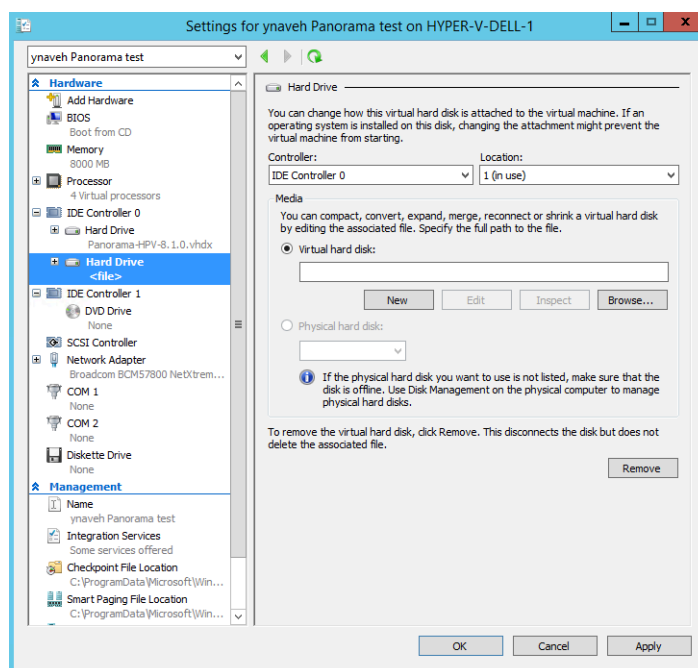 Settings for ynaveh Panorama test on HYPER-V-DELL-1
ynaveh Panorama test
Hardware
Add Hardware
BIOS
Boot from CD
Memory
8000 MB
Processor
4 Virtual processors
IDE Controller 0
Hard Drive
Panorama-HPV-8.1.0.vhdx
Hard Drive
<file>
IDE Controller 1
DVD Drive
None
SCSI Controller
Network Adapter
Broadcom BCM57800 NetXtrem...
COM 1
None
COM 2
None
Diskette Drive
None
Management
Name
ynaveh Panorama test
Integration Services
Some services offered
Checkpoint File Location
C:\ProgramData\Microsoft\Win...
Smart Paging File Location
C:\ProgramData\Microsoft\Win...
Hard Drive
You can change how this virtual hard disk is attached to the virtual machine. If an
operating system is installed on this disk, changing the attachment might prevent the
virtual machine from starting.
Controller:
Location:
IDE Controller 0
1 (in use)
Media
You can compact, convert, expand, merge, reconnect or shrink a virtual hard disk
by editing the associated file. Specify the full path to the file.
Virtual hard disk:
New
Edit
Inspect
Browse...
Physical hard disk:
If the physical hard disk you want to use is not listed, make sure that the
disk is offline. Use Disk Management on the physical computer to manage
physical hard disks.
To remove the virtual hard disk, click Remove. This disconnects the disk but does not
delete the associated file.
Remove
OK
Cancel
Apply